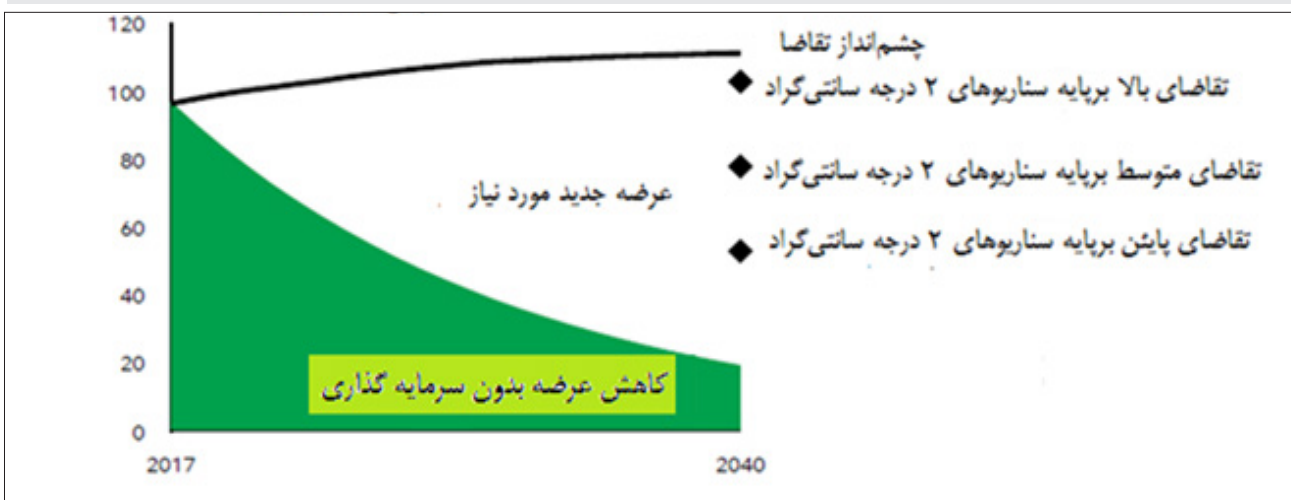 120
100
80
60
40
20
0
2017
2040
چشم‌انداز تقاضا
تقاضای بالا برپایه سناریوهای ۲ درجه سانتی‌گراد
تقاضای متوسط برپایه سناریوهای ۲ درجه سانتی‌گراد
تقاضای پایئن برپایه سناریوهای ۲ درجه سانتی‌گراد
عرضه جدید مورد نیاز
کاهش عرضه بدون سرمایه گذاری